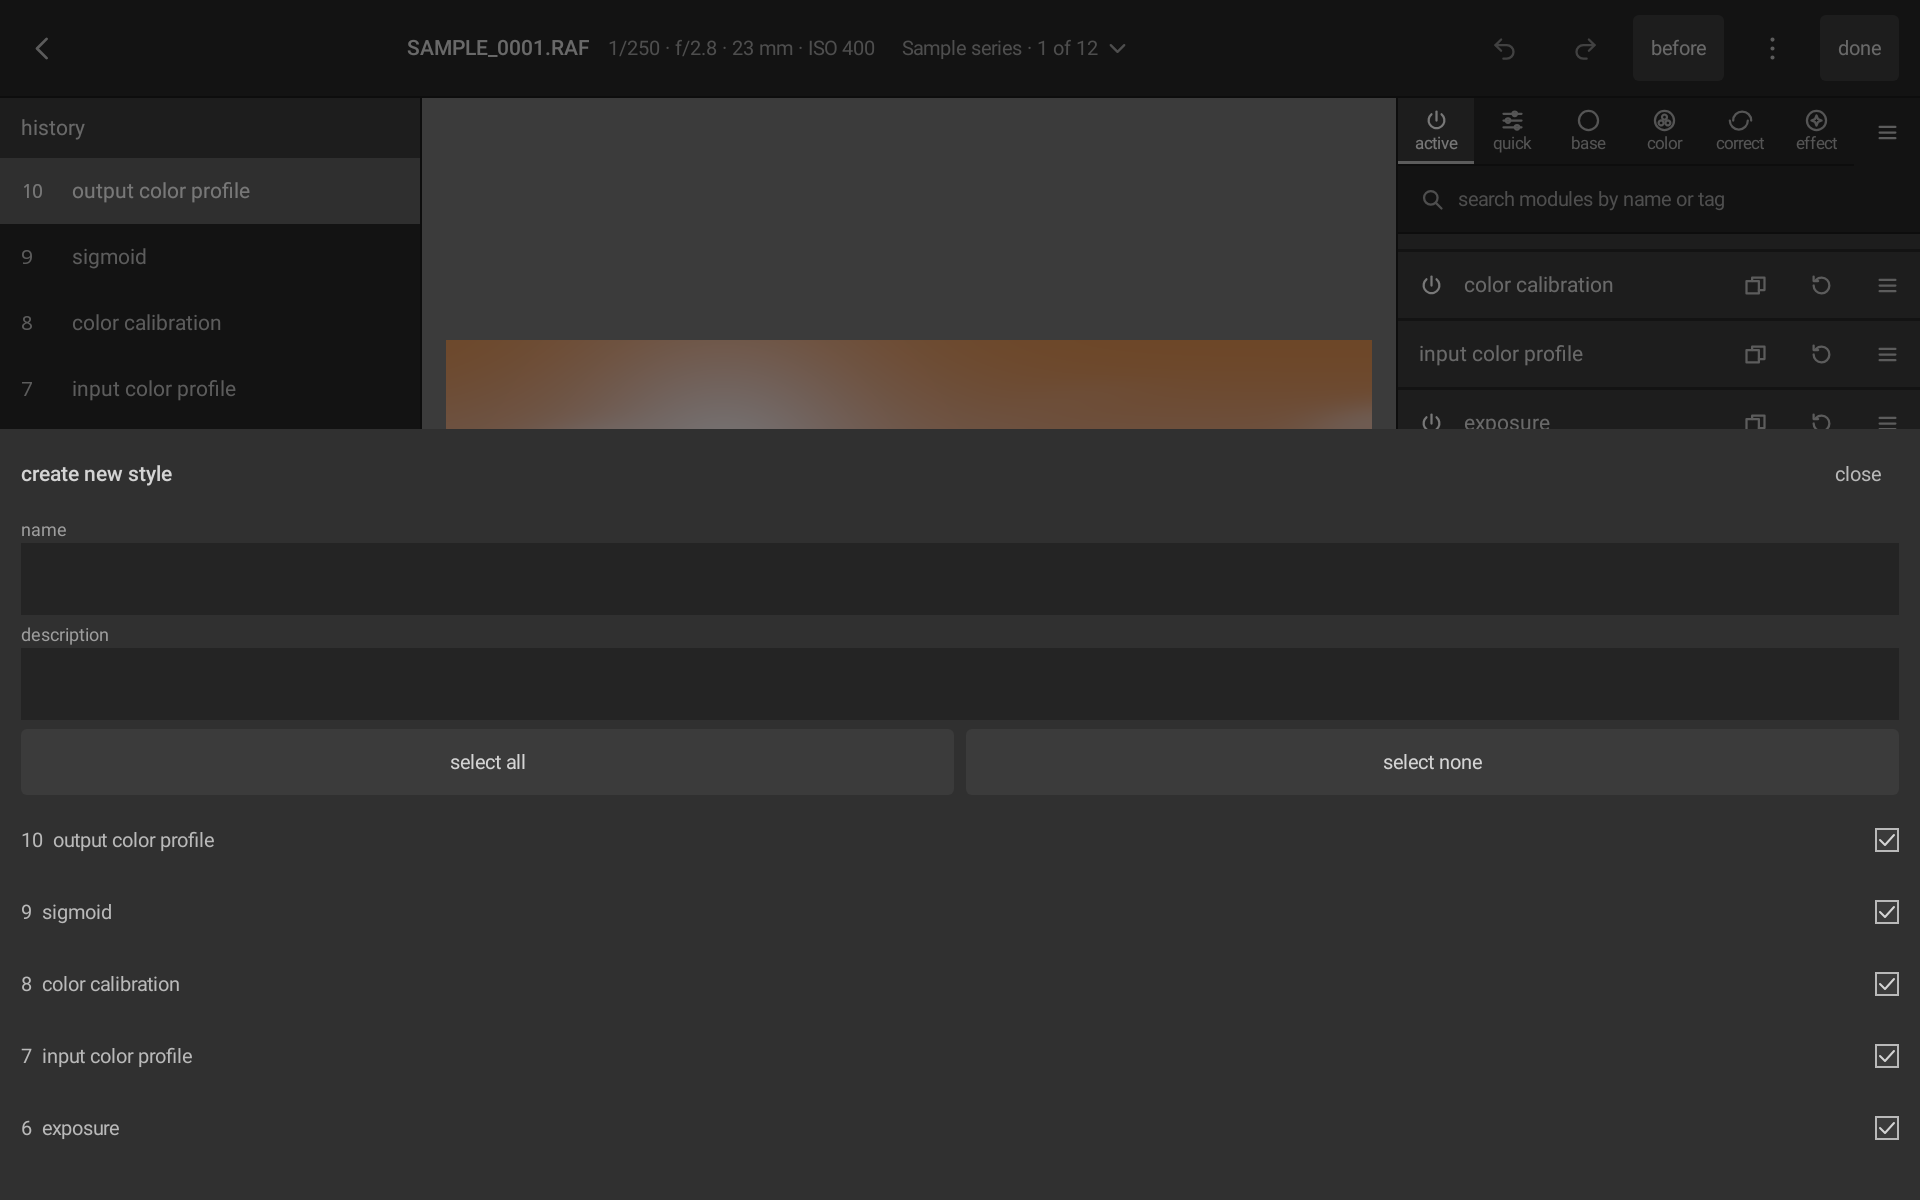 SAMPLE_0001.RAF 1/250 · f/2.8 · 23 mm · ISO 400 Sample series · 1 of 12 before done
history
10 output color profile
9 sigmoid
8 color calibration
7 input color profile
active quick base color correct effect
search modules by name or tag
color calibration
input color profile
exposure
create new style close
name
description
select all select none
10 output color profile
9 sigmoid
8 color calibration
7 input color profile
6 exposure